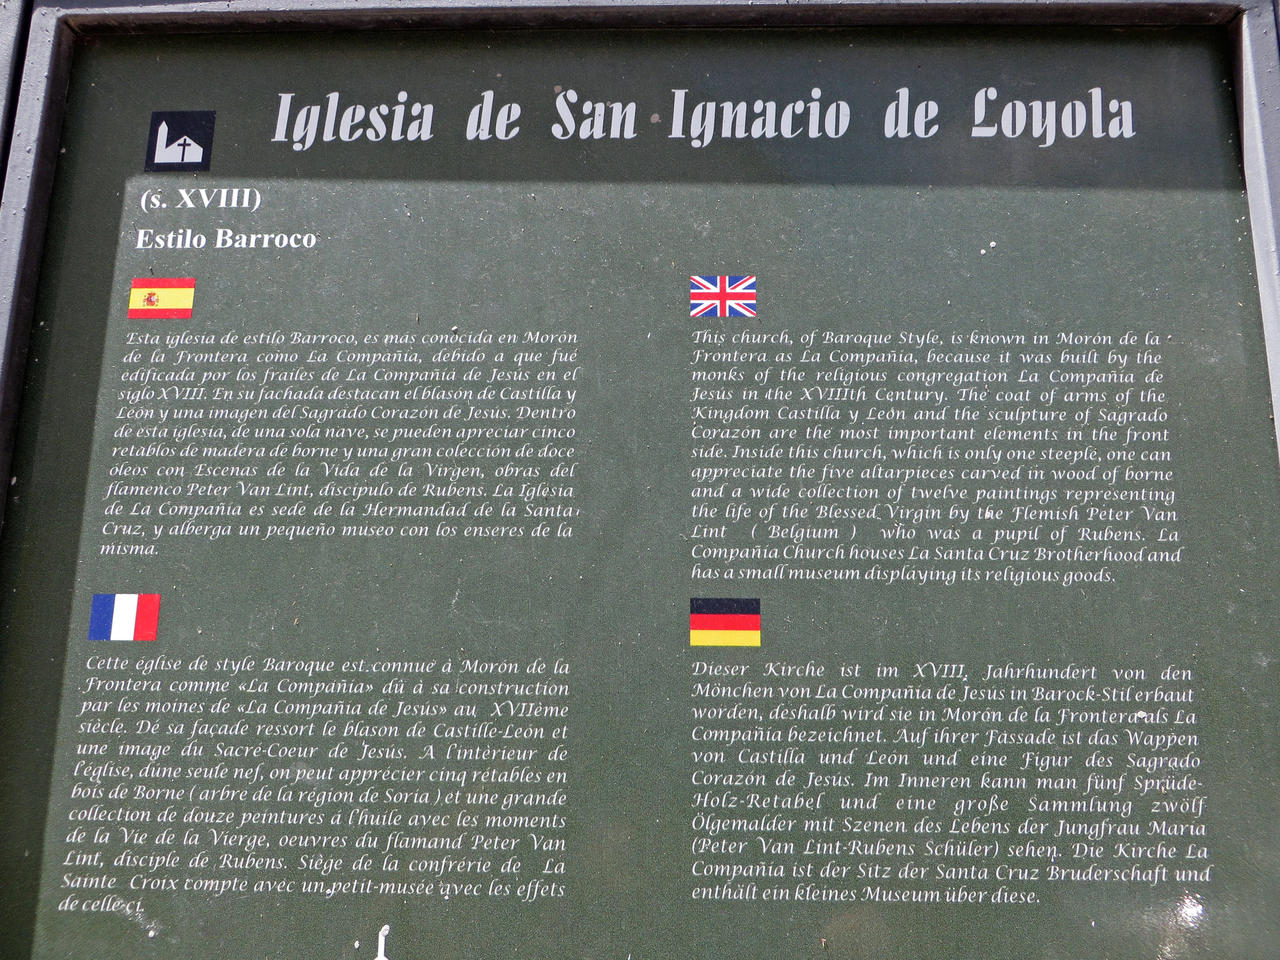 Iglesia de San Ignacio de Loyola
(s. XVIII)
Estilo Barroco
Esta iglesia de estilo Barroco, es más conocida en Morón
de la Frontera como La Compañía, debido a que fué
edificada por los frailes de La Compañía de Jesús en el
siglo XVIII. En su fachada destacan el blasón de Castilla y
León y una imagen del Sagrado Corazón de Jesús. Dentro
de esta iglesia, de una sola nave, se pueden apreciar cinco
retablos de madera de borne y una gran colección de doce
óleos con Escenas de la Vida de la Virgen, obras del
flamenco Peter Van Lint, discípulo de Rubens. La Iglesia
de La Compañía es sede de la Hermandad de la Santa
Cruz, y alberga un pequeño museo con los enseres de la
misma.
This church, of Baroque Style, is known in Morón de la
Frontera as La Compañía, because it was built by the
monks of the religious congregation La Compañía de
Jesús in the XVIIIth Century. The coat of arms of the
Kingdom Castilla y León and the sculpture of Sagrado
Corazón are the most important elements in the front
side. Inside this church, which is only one steeple, one can
appreciate the five altarpieces carved in wood of borne
and a wide collection of twelve paintings representing
the life of the Blessed Virgin by the Flemish Peter Van
Lint ( Belgium ) who was a pupil of Rubens. La
Compañía Church houses La Santa Cruz Brotherhood and
has a small museum displaying its religious goods.
Cette église de style Baroque est connue à Morón de la
Frontera comme «La Compañía» dû à sa construction
par les moines de «La Compañía de Jesús» au XVIIème
siècle. Dé sa façade ressort le blason de Castille-León et
une image du Sacré-Coeur de Jesús. A l'intèrieur de
l'église, dúne seule nef, on peut apprécier cinq rétables en
bois de Borne ( arbre de la région de Soria ) et une grande
collection de douze peintures á l'huile avec les moments
de la Vie de la Vierge, oeuvres du flamand Peter Van
Lint, disciple de Rubens. Siège de la confrérie de La
Sainte Croix compte avec un petit-musée avec les effets
de celle-ci.
Dieser Kirche ist im XVIII, Jahrhundert von den
Mönchen von La Compañía de Jesús in Barock-Stil erbaut
worden, deshalb wird sie in Morón de la Frontera als La
Compañía bezeichnet. Auf ihrer Fassade ist das Wappen
von Castilla und León und eine Figur des Sagrado
Corazón de Jesús. Im Inneren kann man fünf Sprüde-
Holz-Retabel und eine große Sammlung zwölf
Ölgemalder mit Szenen des Lebens der Jungfrau Maria
(Peter Van Lint-Rubens Schüler) sehen. Die Kirche La
Compañía ist der Sitz der Santa Cruz Bruderschaft und
enthält ein kleines Museum über diese.